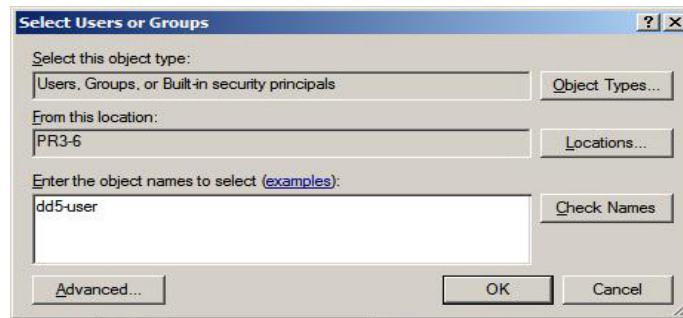 Select Users or Groups
Select this object type:
Users, Groups, or Built-in security principals
Object Types...
From this location:
PR3-6
Locations...
Enter the object names to select (examples):
dd5-user
Check Names
Advanced...
OK
Cancel